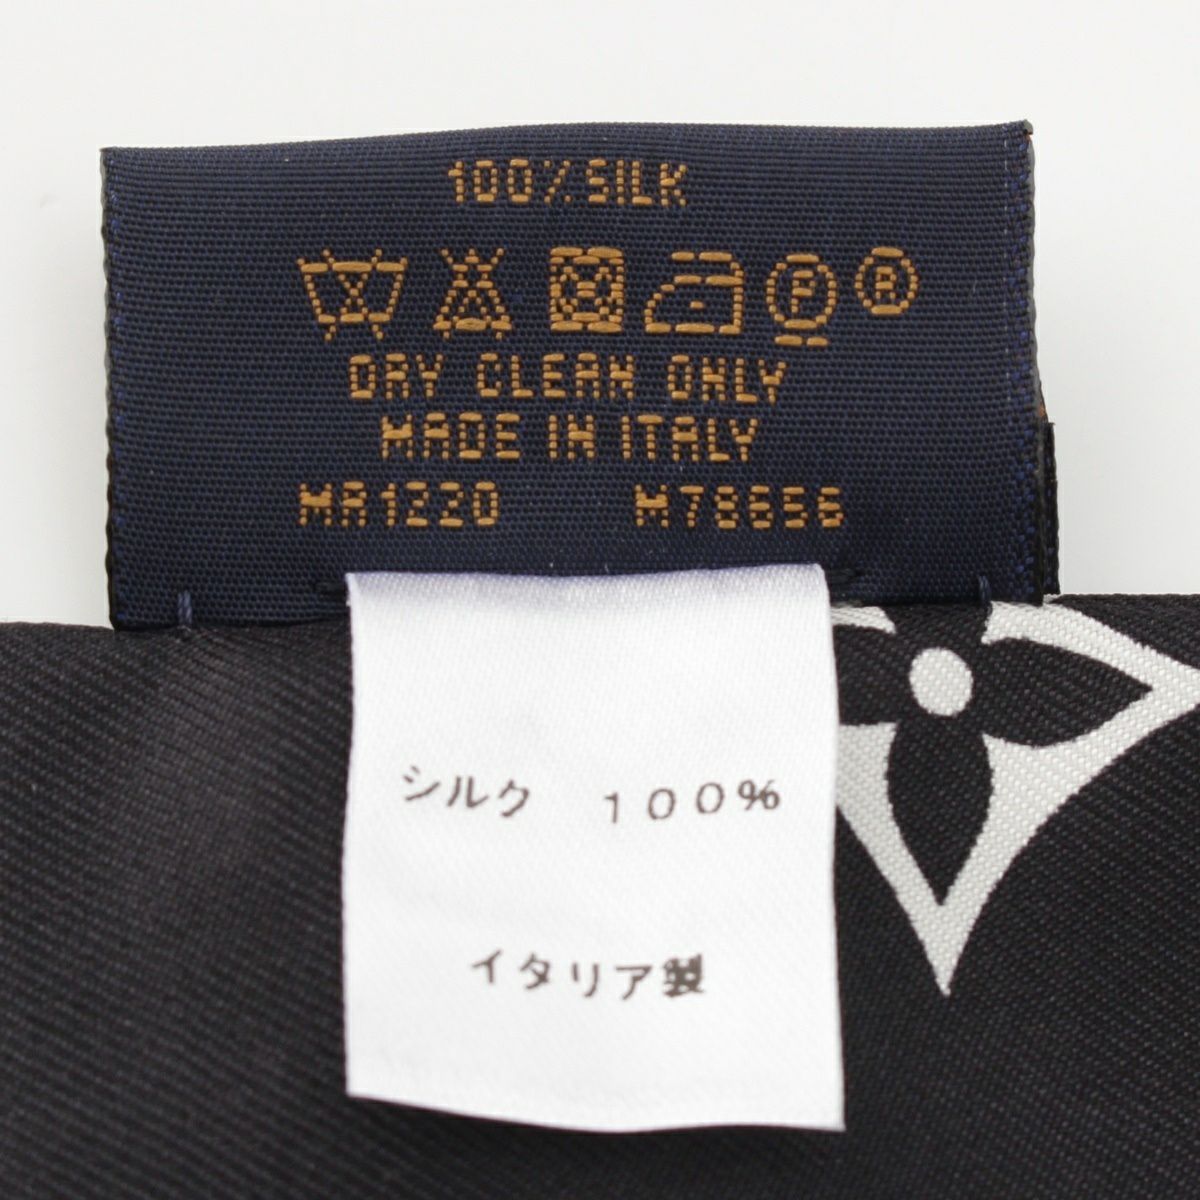 100% SILK
F R
DRY CLEAN ONLY
MADE IN ITALY
MR1220 M78656
シルク 100%
イタリア製